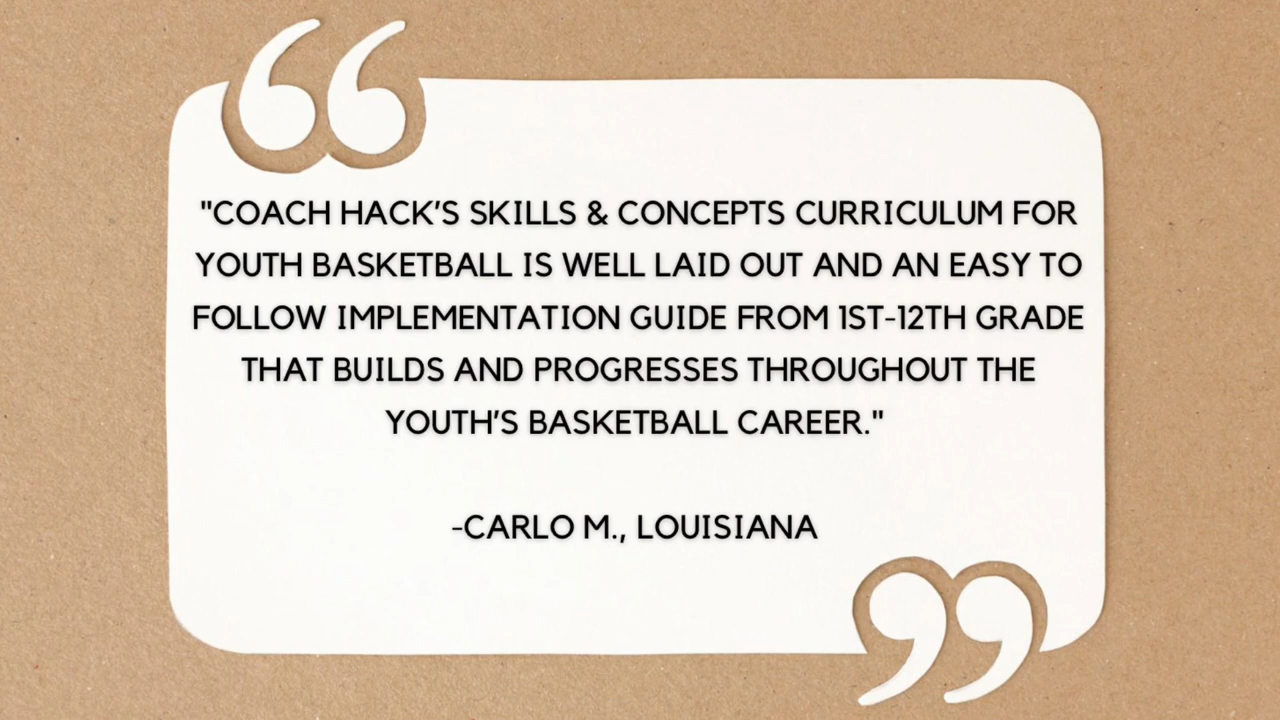 "COACH HACK'S SKILLS & CONCEPTS CURRICULUM FOR
YOUTH BASKETBALL IS WELL LAID OUT AND AN EASY TO
FOLLOW IMPLEMENTATION GUIDE FROM 1ST-12TH GRADE
THAT BUILDS AND PROGRESSES THROUGHOUT THE
YOUTH'S BASKETBALL CAREER."
-CARLO M., LOUISIANA